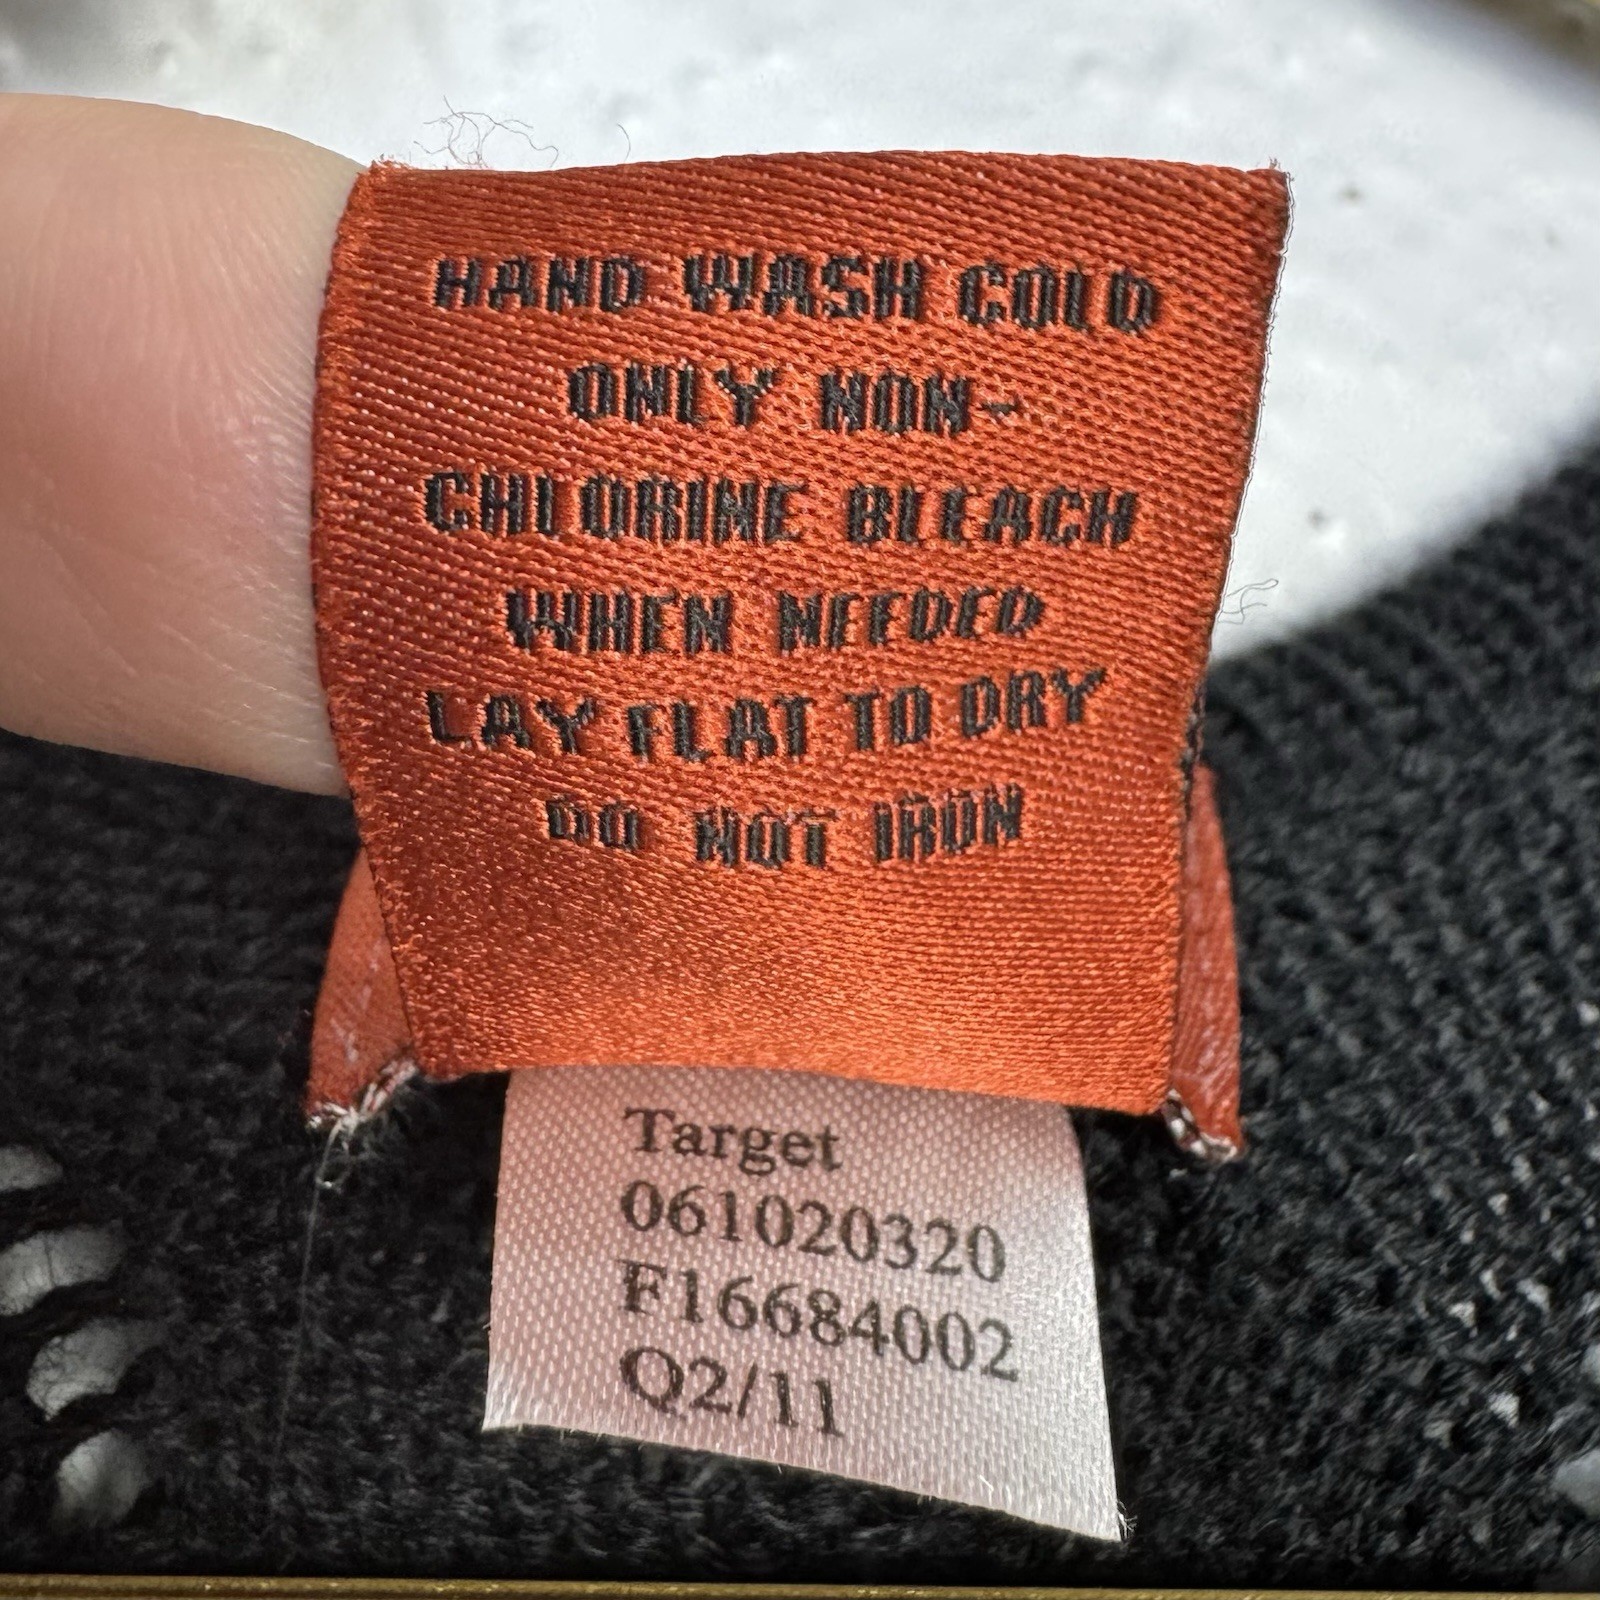 HAND WASH COLD
ONLY NON-
CHLORINE BLEACH
WHEN NEEDED
LAY FLAT TO DRY
DO NOT IRON
Target
061020320
F16684002
Q2/11